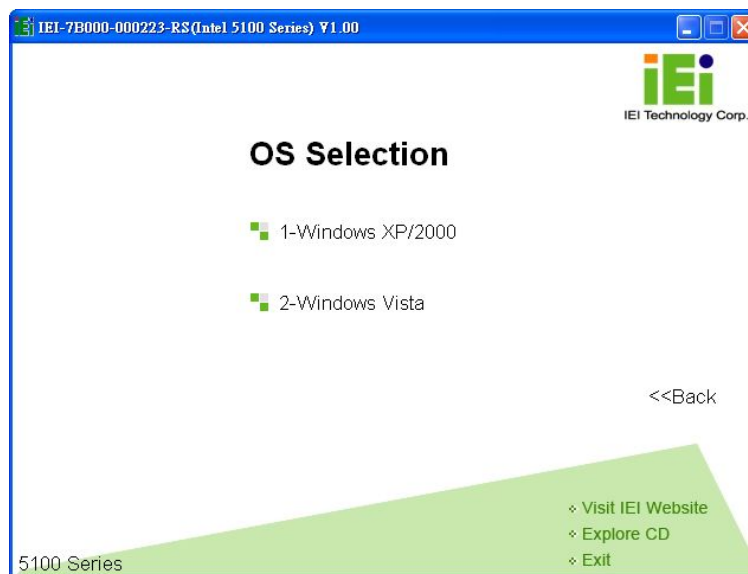 IEI-7B000-000223-RS(Intel 5100 Series) V1.00
iEi
IEI Technology Corp.
OS Selection
1-Windows XP/2000
2-Windows Vista
<<Back
Visit IEI Website
Explore CD
Exit
5100 Series